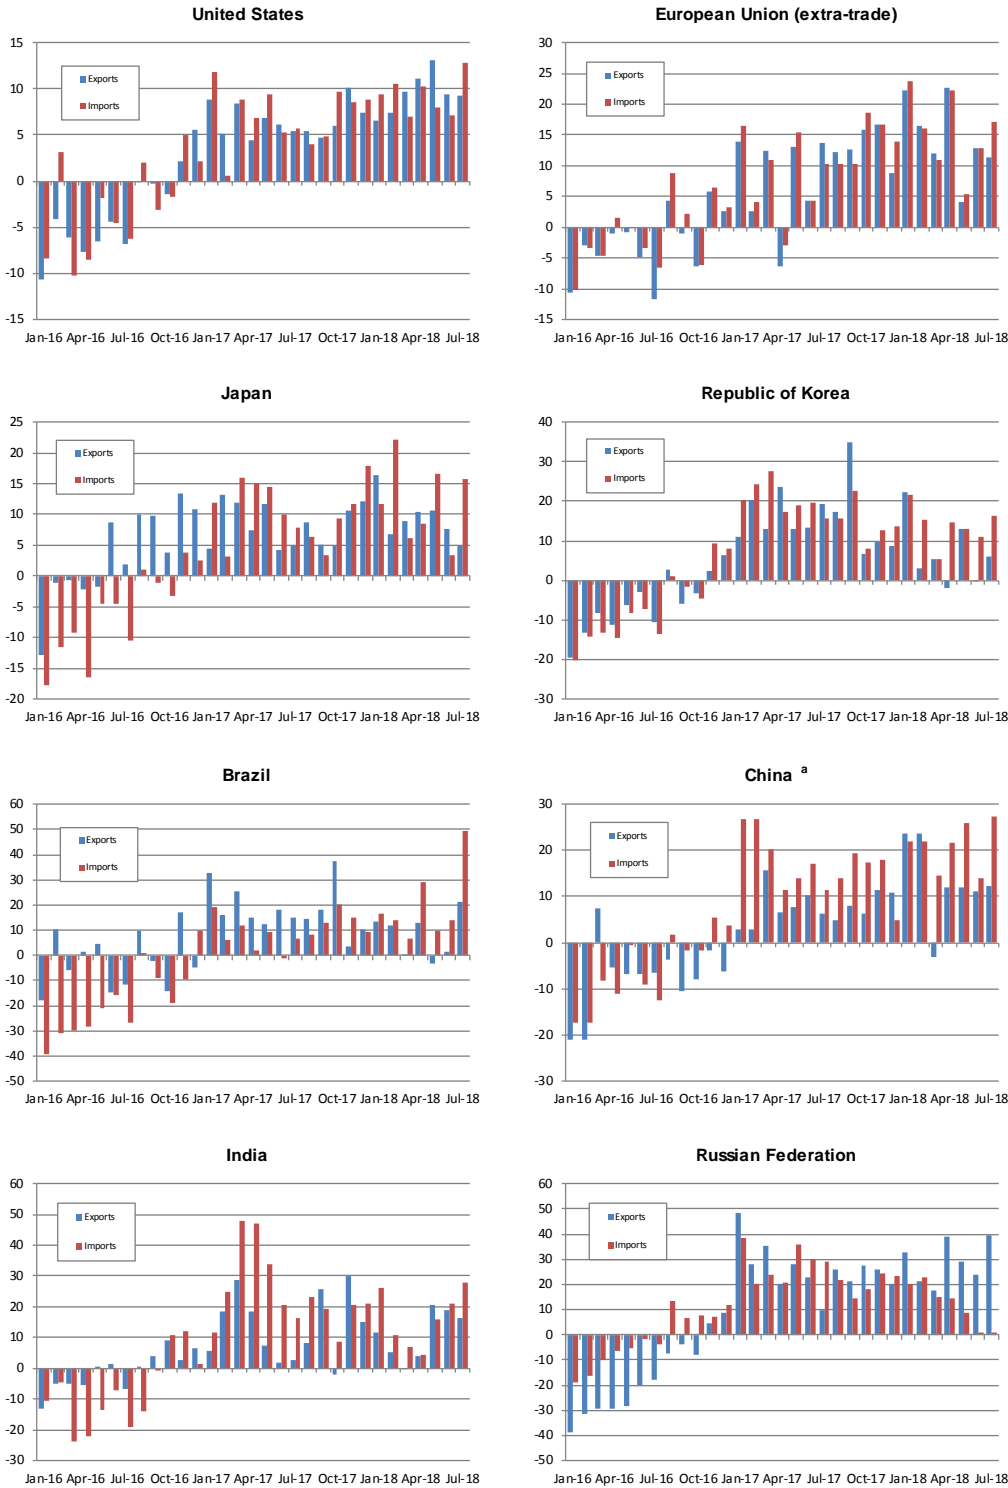 United States
15
10
5
0
-5
-10
-15
Exports
Imports
Jan-16 Apr-16 Jul-16 Oct-16 Jan-17 Apr-17 Jul-17 Oct-17 Jan-18 Apr-18 Jul-18
European Union (extra-trade)
30
25
20
15
10
5
0
-5
-10
-15
Exports
Imports
Jan-16 Apr-16 Jul-16 Oct-16 Jan-17 Apr-17 Jul-17 Oct-17 Jan-18 Apr-18 Jul-18
Japan
25
20
15
10
5
0
-5
-10
-15
-20
Exports
Imports
Jan-16 Apr-16 Jul-16 Oct-16 Jan-17 Apr-17 Jul-17 Oct-17 Jan-18 Apr-18 Jul-18
Republic of Korea
40
30
20
10
0
-10
-20
-30
Exports
Imports
Jan-16 Apr-16 Jul-16 Oct-16 Jan-17 Apr-17 Jul-17 Oct-17 Jan-18 Apr-18 Jul-18
Brazil
60
50
40
30
20
10
0
-10
-20
-30
-40
-50
Exports
Imports
Jan-16 Apr-16 Jul-16 Oct-16 Jan-17 Apr-17 Jul-17 Oct-17 Jan-18 Apr-18 Jul-18
China a
30
20
10
0
-10
-20
-30
Exports
Imports
Jan-16 Apr-16 Jul-16 Oct-16 Jan-17 Apr-17 Jul-17 Oct-17 Jan-18 Apr-18 Jul-18
India
60
50
40
30
20
10
0
-10
-20
-30
Exports
Imports
Jan-16 Apr-16 Jul-16 Oct-16 Jan-17 Apr-17 Jul-17 Oct-17 Jan-18 Apr-18 Jul-18
Russian Federation
60
50
40
30
20
10
0
-10
-20
-30
-40
-50
Exports
Imports
Jan-16 Apr-16 Jul-16 Oct-16 Jan-17 Apr-17 Jul-17 Oct-17 Jan-18 Apr-18 Jul-18